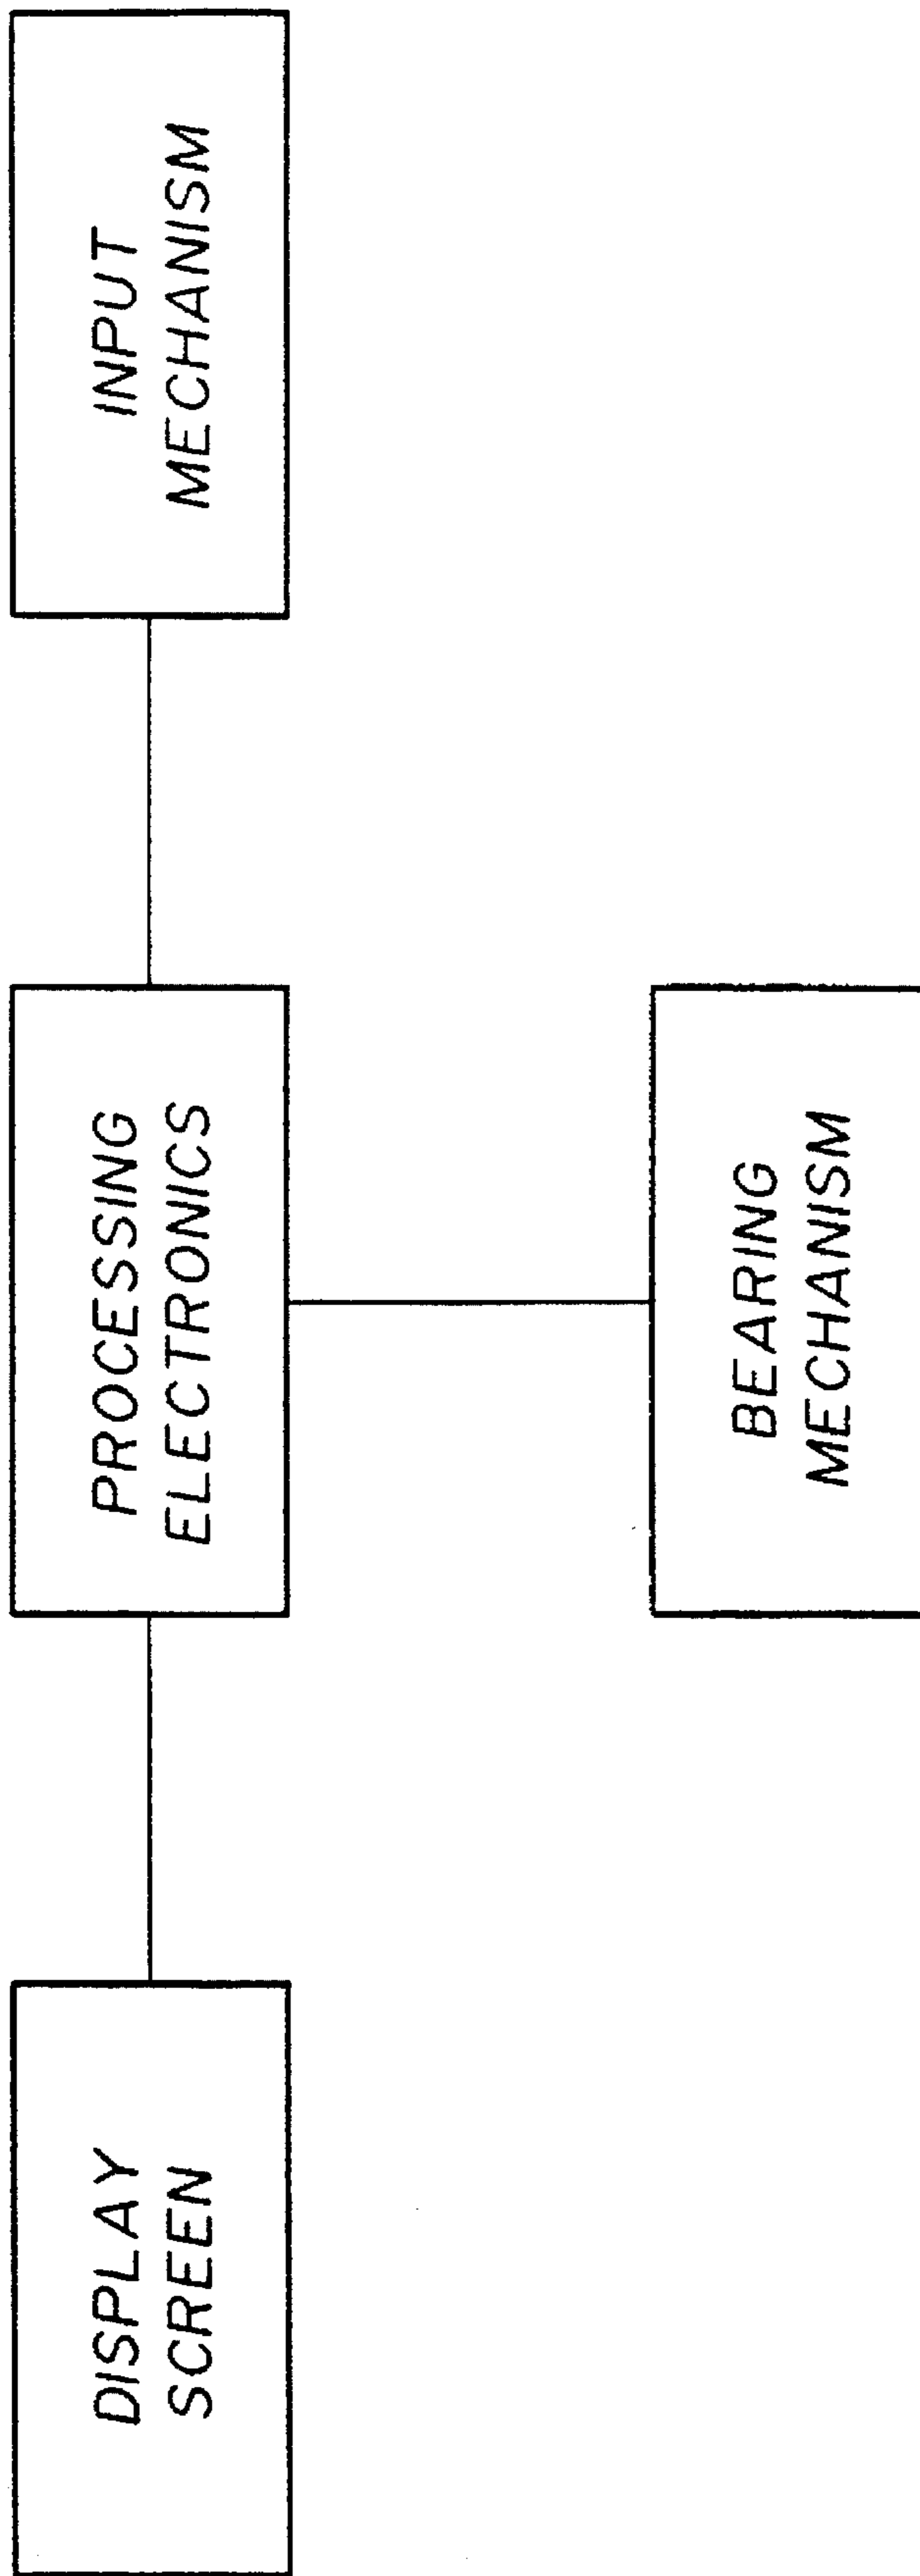 DISPLAY
SCREEN
PROCESSING
ELECTRONICS
INPUT
MECHANISM
BEARING
MECHANISM